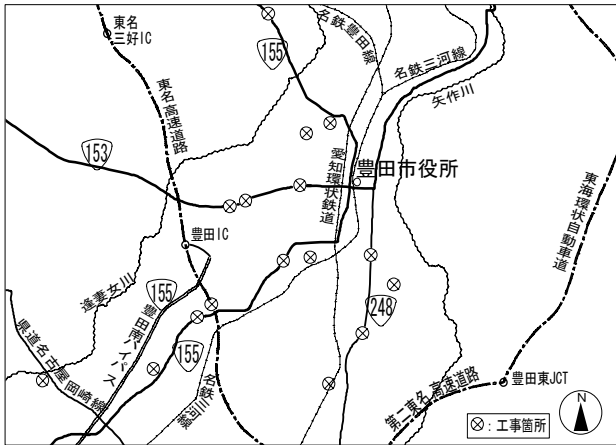 東名
三好IC
155
名鉄豊田線
名鉄三河線
矢作川
東名高速道路
153
愛知環状鉄道
豊田市役所
東海環状自動車道
豊田IC
逢妻女川
155
豊田南バイパス
248
県道名古屋岡崎線
155
名鉄三河線
第二東名高速道路
豊田東JCT
N
⊗：工事箇所